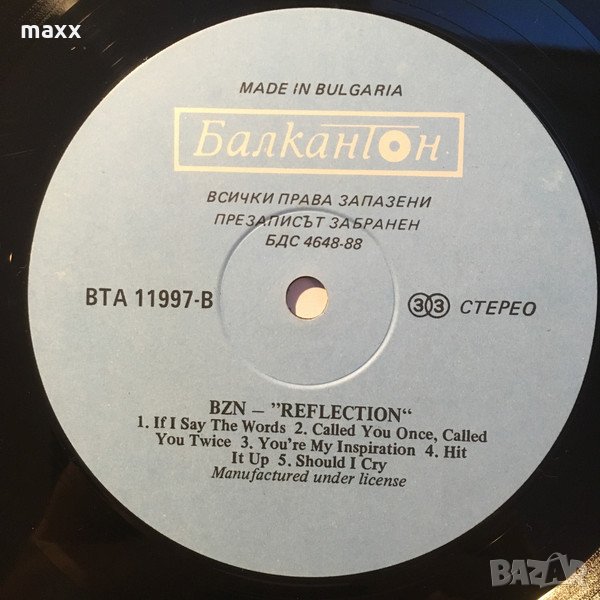 maxx
MADE IN BULGARIA
Балкантон
ВСИЧКИ ПРАВА ЗАПАЗЕНИ
ПРЕЗАПИСЪТ ЗАБРАНЕН
БДС 4648-88
ВТА 11997-В
33 СТЕРЕО
BZN – ”REFLECTION“
1. If I Say The Words 2. Called You Once, Called
You Twice 3. You're My Inspiration 4. Hit
It Up 5. Should I Cry
Manufactured under license
BAZAR